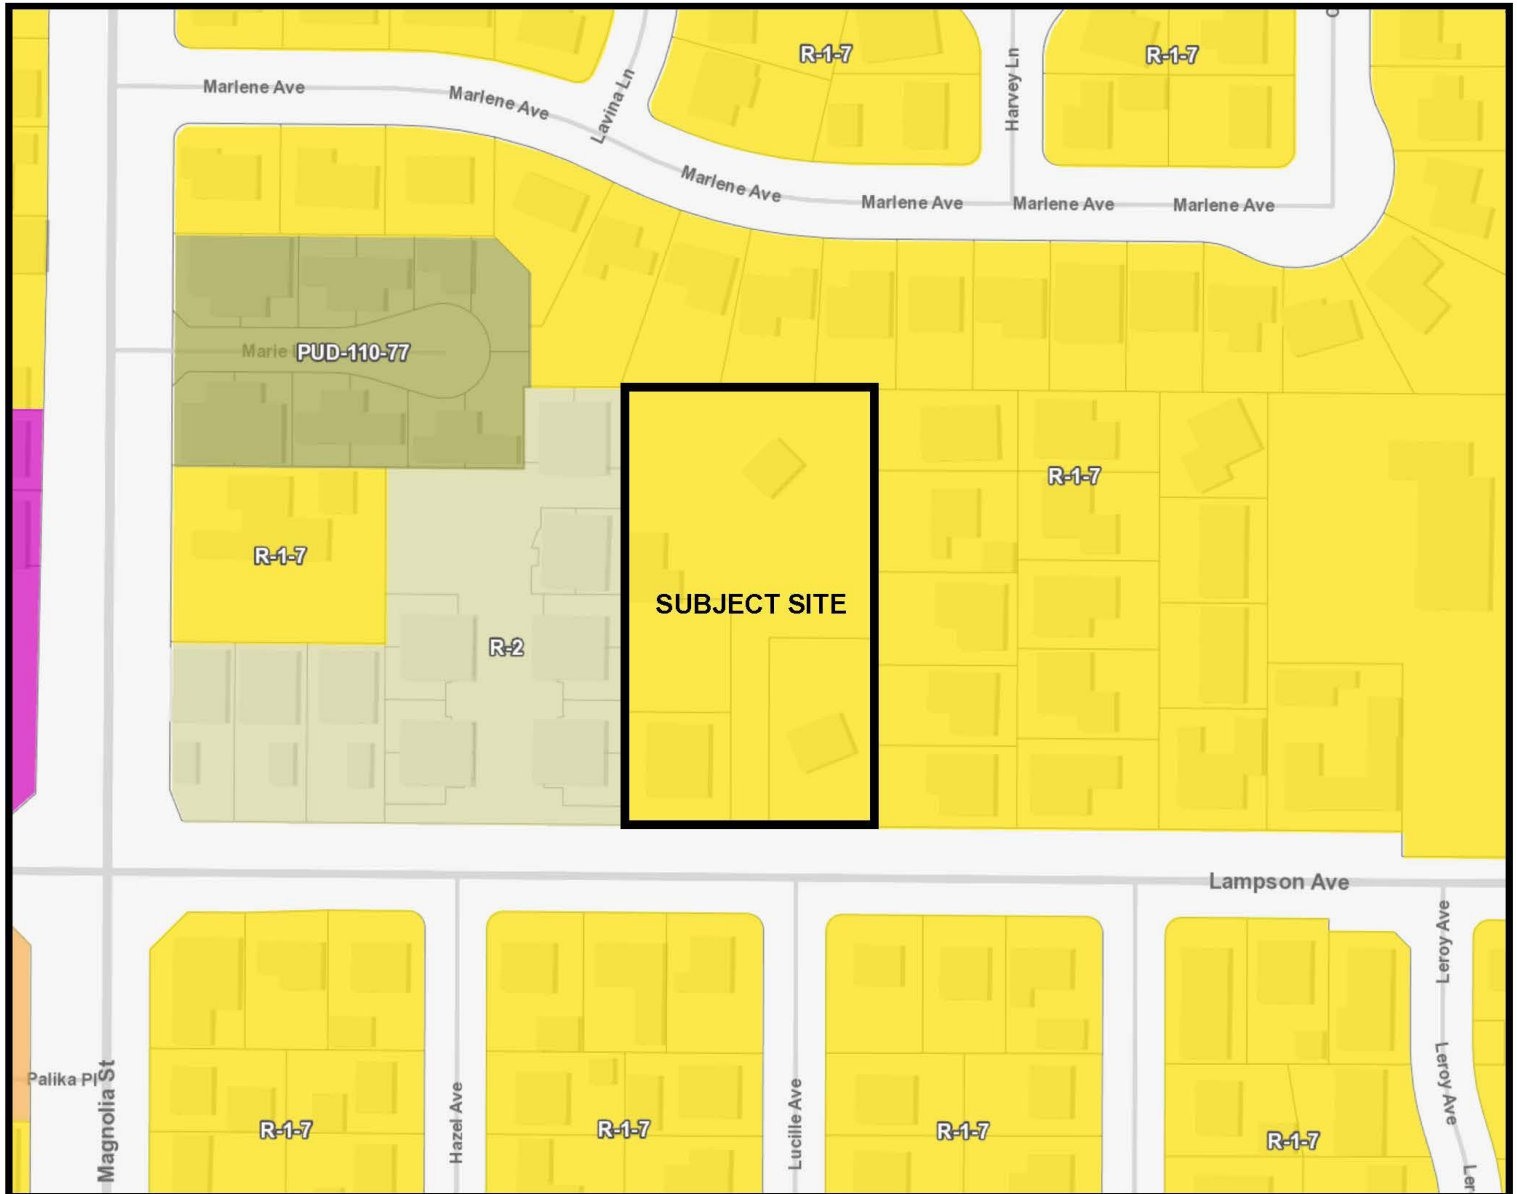 R-1-7
R-1-7
Marlene Ave
Marlene Ave
Lavina Ln
Harvey Ln
Marlene Ave
Marlene Ave
Marlene Ave
Marlene Ave
Marie
PUD-110-77
R-1-7
R-1-7
SUBJECT SITE
R-2
Lampson Ave
Leroy Ave
Palika Pl
Magnolia St
Hazel Ave
Lucille Ave
Leroy Ave
R-1-7
R-1-7
R-1-7
R-1-7
Ler